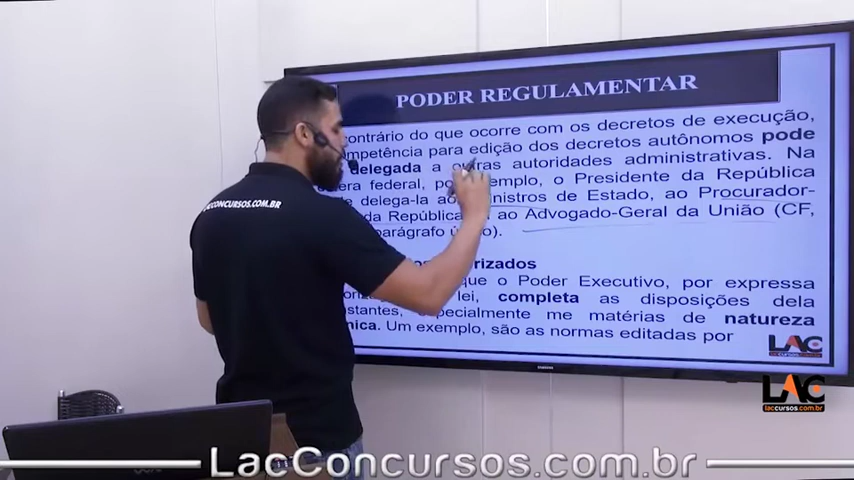 PODER REGULAMENTAR
contrário do que ocorre com os decretos de execução,
mpetência para edição dos decretos autônomos pode
delegada a outras autoridades administrativas. Na
era federal, por exemplo, o Presidente da República
delega-la aos Ministros de Estado, ao Procurador-
da República ao Advogado-Geral da União (CF,
parágrafo único).
rizados
que o Poder Executivo, por expressa
lei, completa as disposições dela
stantes, especialmente me matérias de natureza
nica. Um exemplo, são as normas editadas por
LAC
LACCURSOS.COM.BR
LAC
laccursos.com.br
LacConcursos.com.br